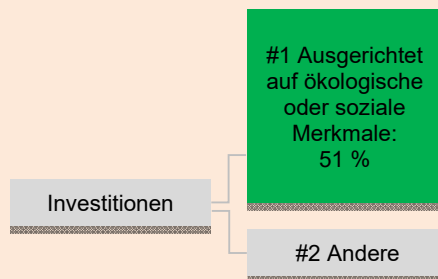 #1 Ausgerichtet
auf ökologische
oder soziale
Merkmale:
51 %
Investitionen
#2 Andere